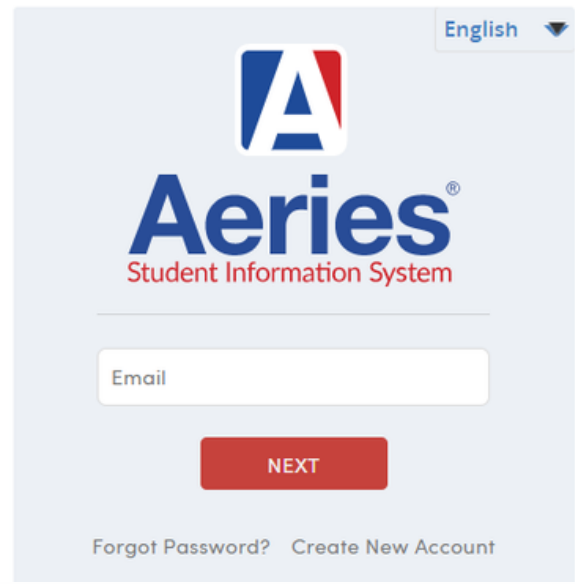 English
A
Aeries®
Student Information System
Email
NEXT
Forgot Password? Create New Account